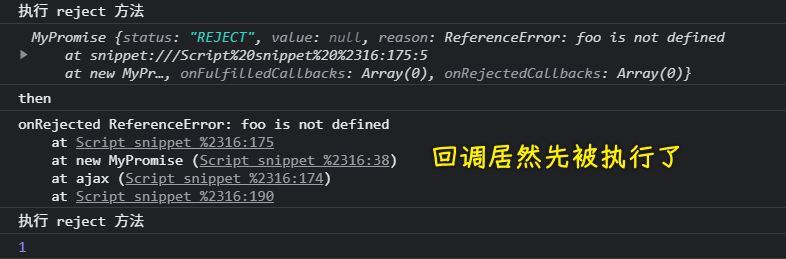 执行 reject 方法
MyPromise {status: "REJECT", value: null, reason: ReferenceError: foo is not defined
at snippet:///Script%20snippet%20%2316:175:5
at new MyPr…, onFulfilledCallbacks: Array(0), onRejectedCallbacks: Array(0)}
then
onRejected ReferenceError: foo is not defined
at Script snippet %2316:175
at new MyPromise (Script snippet %2316:38)
at ajax (Script snippet %2316:174)
at Script snippet %2316:190
回调居然先被执行了
执行 reject 方法
1